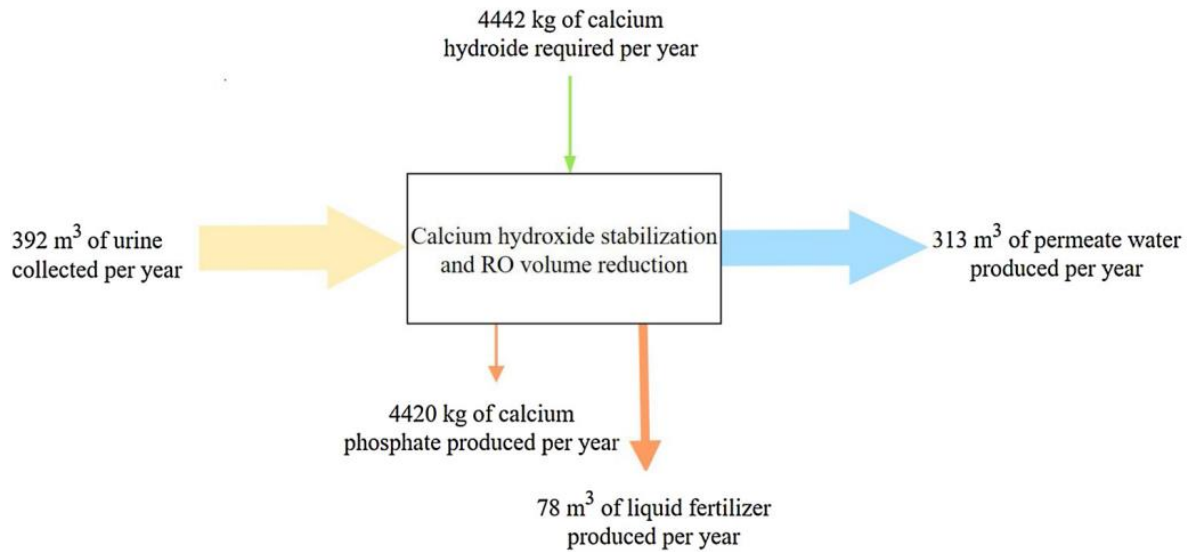 4442 kg of calcium
hydroide required per year
392 m³ of urine
collected per year
Calcium hydroxide stabilization
and RO volume reduction
313 m³ of permeate water
produced per year
4420 kg of calcium
phosphate produced per year
78 m³ of liquid fertilizer
produced per year